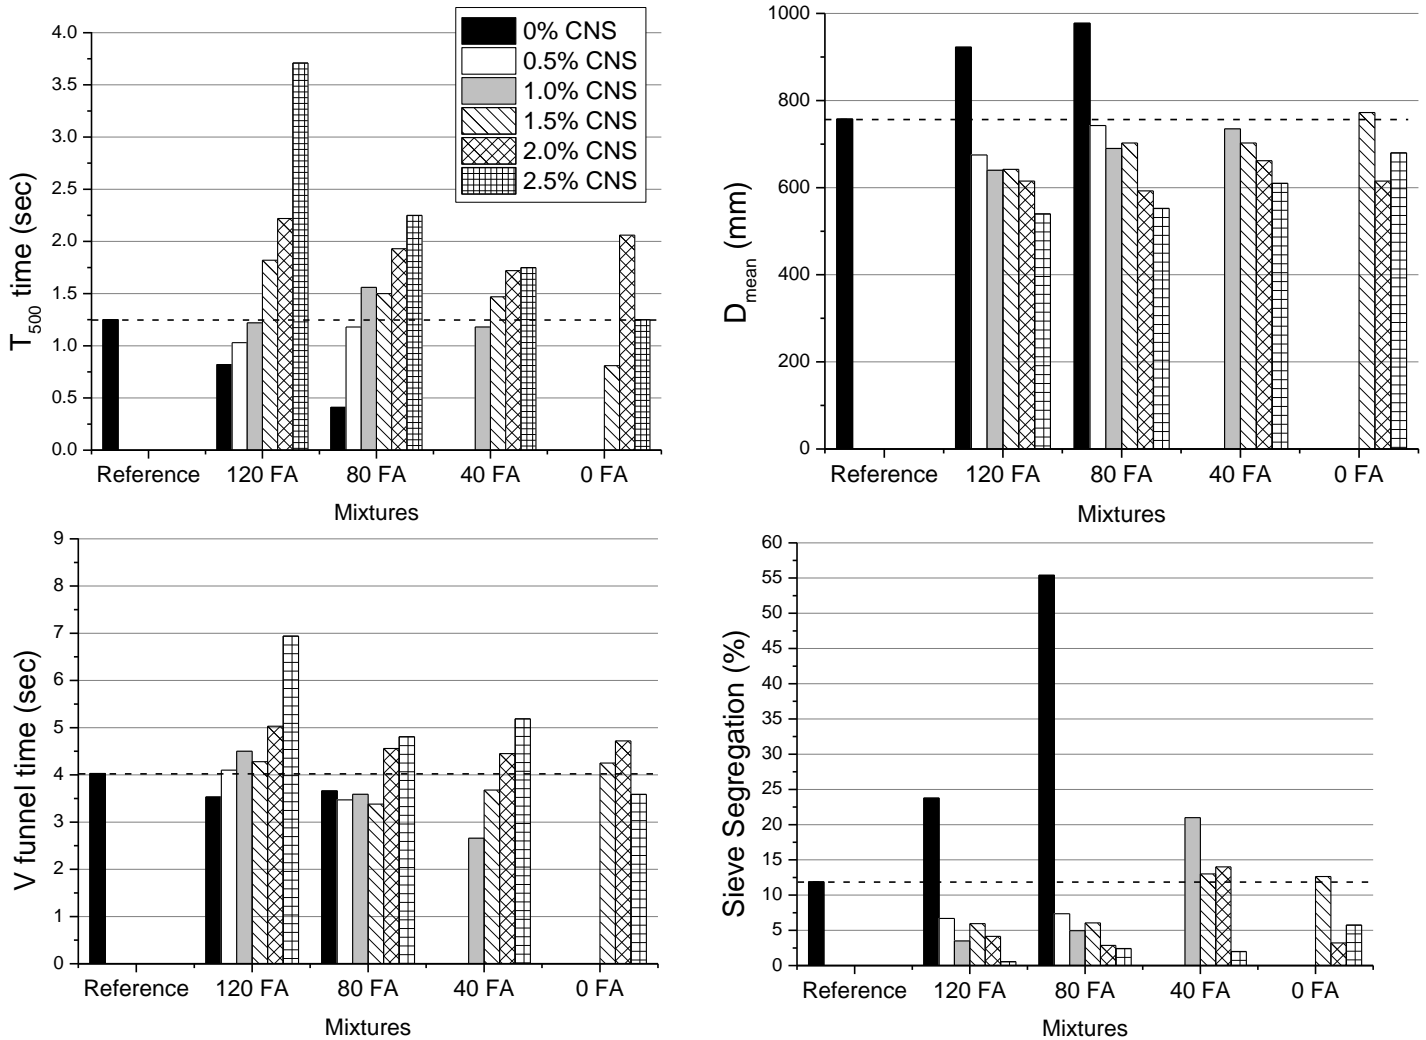 4.0
3.5
3.0
2.5
2.0
1.5
1.0
0.5
0.0
T500 time (sec)
0% CNS
0.5% CNS
1.0% CNS
1.5% CNS
2.0% CNS
2.5% CNS
Reference 120 FA 80 FA 40 FA 0 FA
Mixtures
1000
800
600
400
200
0
Dmean (mm)
Reference 120 FA 80 FA 40 FA 0 FA
Mixtures
9
8
7
6
5
4
3
2
1
0
V funnel time (sec)
Reference 120 FA 80 FA 40 FA 0 FA
Mixtures
60
55
50
45
40
35
30
25
20
15
10
5
0
Sieve Segregation (%)
Reference 120 FA 80 FA 40 FA 0 FA
Mixtures